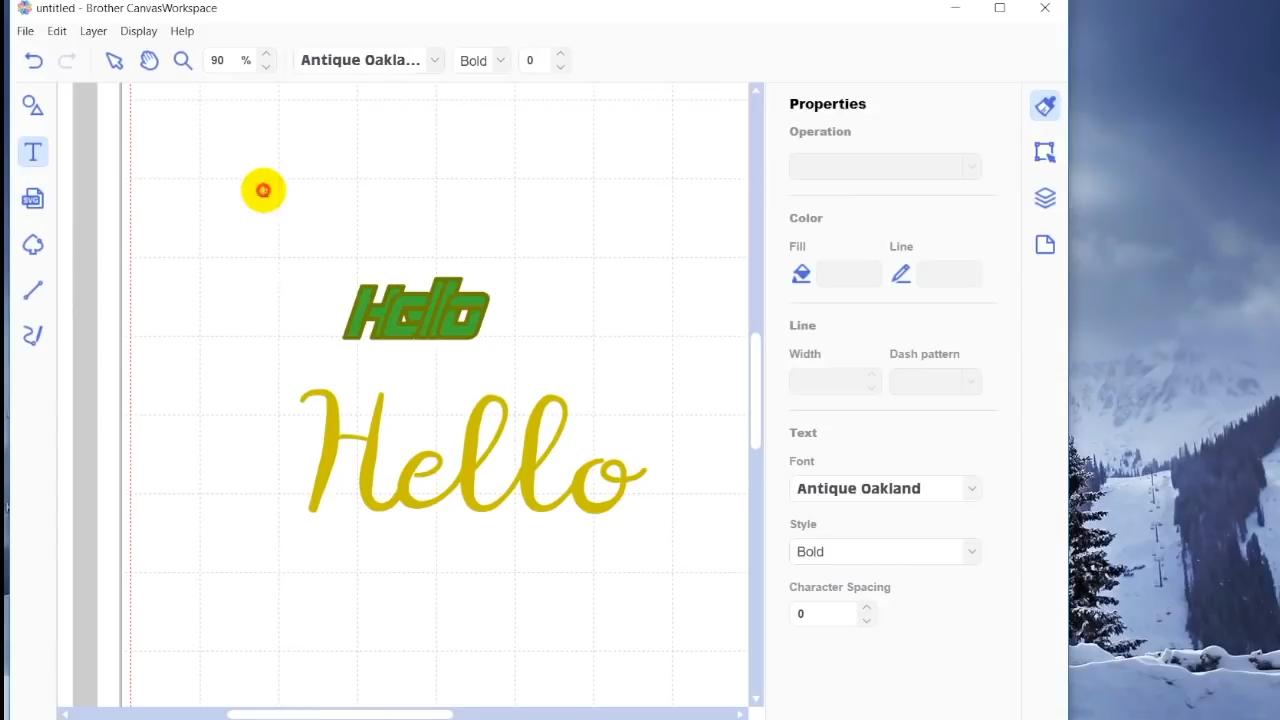 untitled - Brother CanvasWorkspace
File Edit Layer Display Help
90 % Antique Oakla... Bold 0
T
SVG
Hello
Hello
Properties
Operation
Color
Fill Line
Line
Width Dash pattern
Text
Font
Antique Oakland
Style
Bold
Character Spacing
0